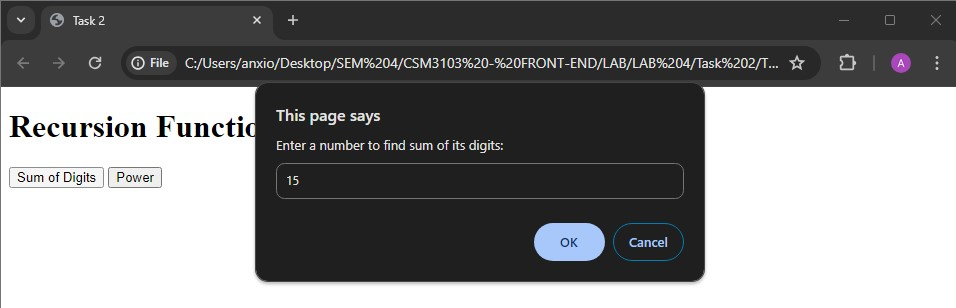 Task 2
File
C:/Users/anxio/Desktop/SEM%204/CSM3103%20-%20FRONT-END/LAB/LAB%204/Task%202/T...
A
This page says
Enter a number to find sum of its digits:
15
OK Cancel
Recursion Functio
Sum of Digits Power